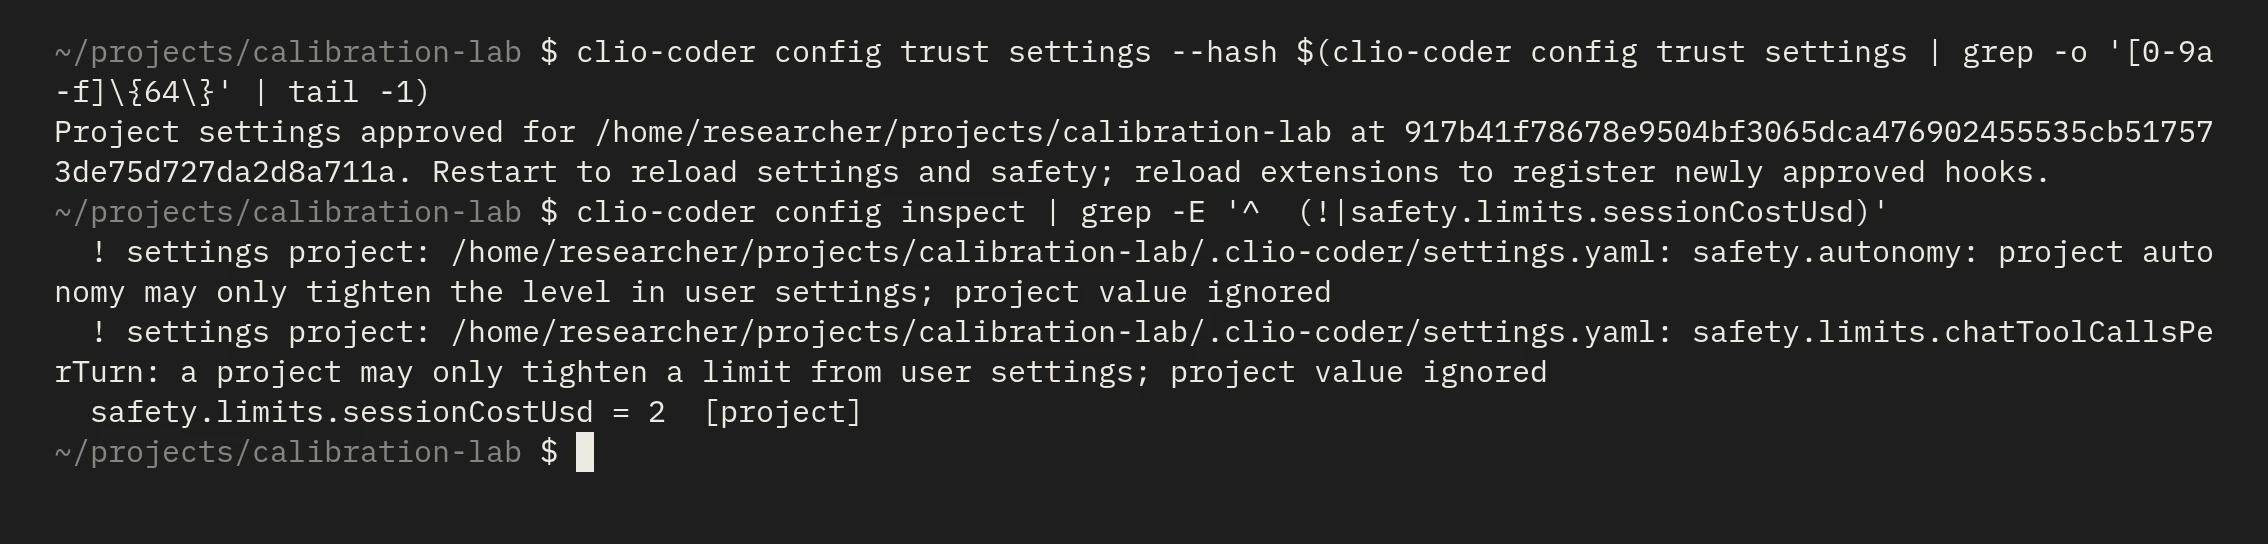 ~/projects/calibration-lab $ clio-coder config trust settings --hash $(clio-coder config trust settings | grep -o '[0-9a
-f]\{64\}' | tail -1)
Project settings approved for /home/researcher/projects/calibration-lab at 917b41f78678e9504bf3065dca476902455535cb51757
3de75d727da2d8a711a. Restart to reload settings and safety; reload extensions to register newly approved hooks.
~/projects/calibration-lab $ clio-coder config inspect | grep -E '^  (!|safety.limits.sessionCostUsd)'
  ! settings project: /home/researcher/projects/calibration-lab/.clio-coder/settings.yaml: safety.autonomy: project auto
nomy may only tighten the level in user settings; project value ignored
  ! settings project: /home/researcher/projects/calibration-lab/.clio-coder/settings.yaml: safety.limits.chatToolCallsPe
rTurn: a project may only tighten a limit from user settings; project value ignored
  safety.limits.sessionCostUsd = 2  [project]
~/projects/calibration-lab $